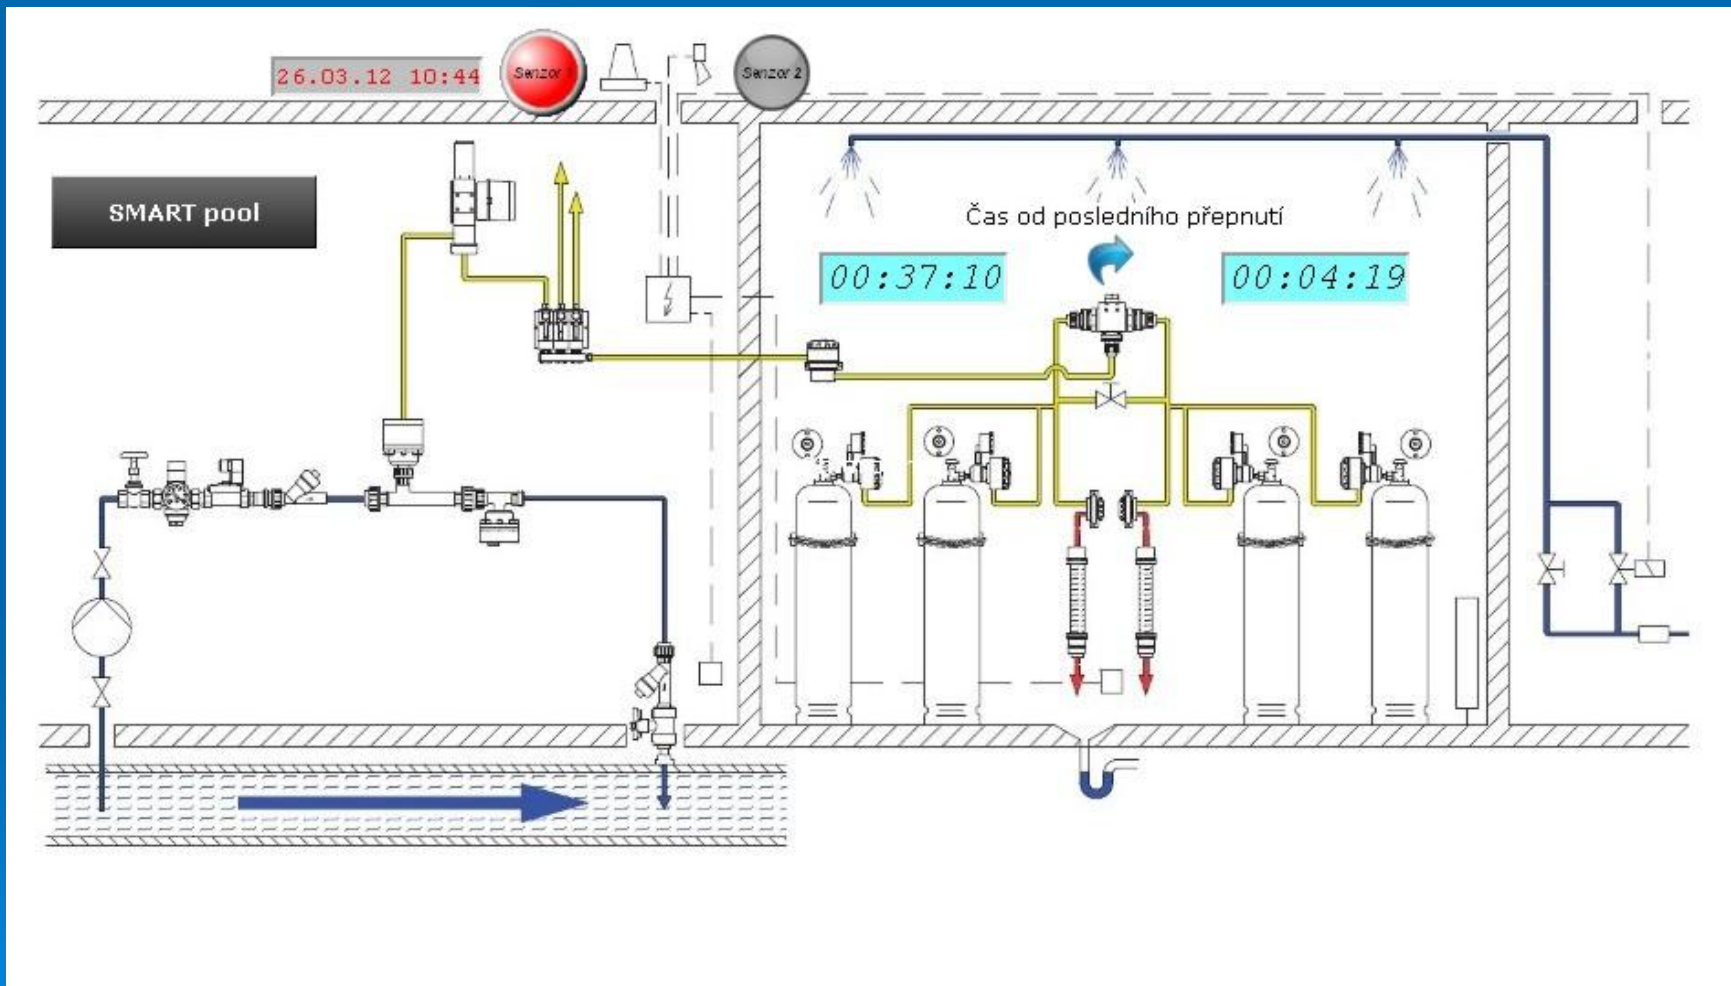 26.03.12 10:44
Senzor 1
Senzor 2
SMART pool
Čas od posledního přepnutí
00:37:10
00:04:19